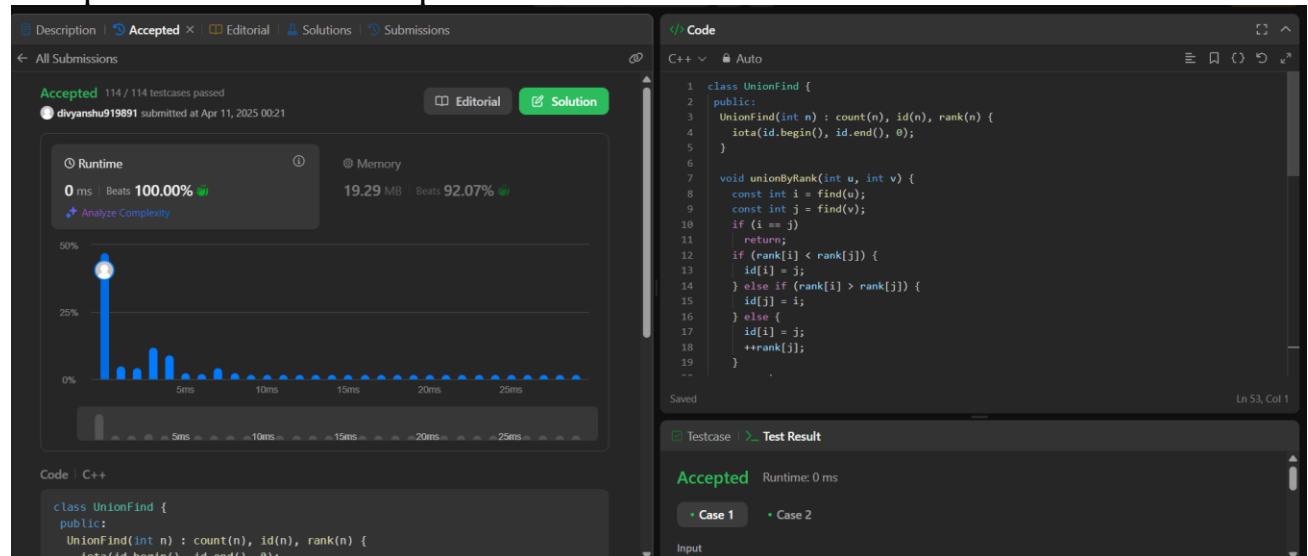 Description | Accepted × | Editorial | Solutions | Submissions
← All Submissions
Accepted 114 / 114 testcases passed
divyanshu919891 submitted at Apr 11, 2025 00:21
Editorial
Solution
Runtime
0 ms | Beats 100.00%
Analyze Complexity
Memory
19.29 MB | Beats 92.07%
50%
25%
0%
5ms 10ms 15ms 20ms 25ms
5ms 10ms 15ms 20ms 25ms
Code | C++
class UnionFind {
public:
UnionFind(int n) : count(n), id(n), rank(n) {
</> Code
C++ Auto
1 class UnionFind {
2 public:
3 UnionFind(int n) : count(n), id(n), rank(n) {
4 iota(id.begin(), id.end(), 0);
5 }
6
7 void unionByRank(int u, int v) {
8 const int i = find(u);
9 const int j = find(v);
10 if (i == j)
11 return;
12 if (rank[i] < rank[j]) {
13 id[i] = j;
14 } else if (rank[i] > rank[j]) {
15 id[j] = i;
16 } else {
17 id[i] = j;
18 ++rank[j];
19 }
Saved
Ln 53, Col 1
Testcase | >_ Test Result
Accepted Runtime: 0 ms
• Case 1 • Case 2
Input